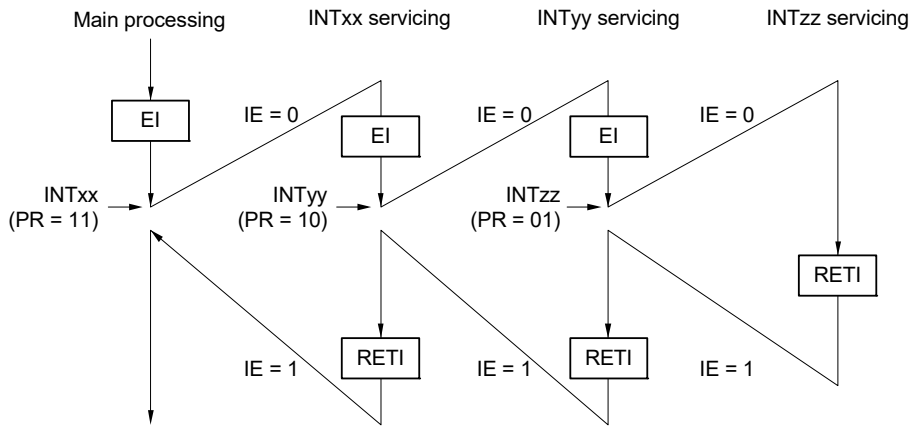 Main processing
INTxx servicing
INTyy servicing
INTzz servicing
EI
IE = 0
EI
IE = 0
EI
IE = 0
INTxx
(PR = 11)
INTyy
(PR = 10)
INTzz
(PR = 01)
RETI
IE = 1
RETI
IE = 1
RETI
IE = 1